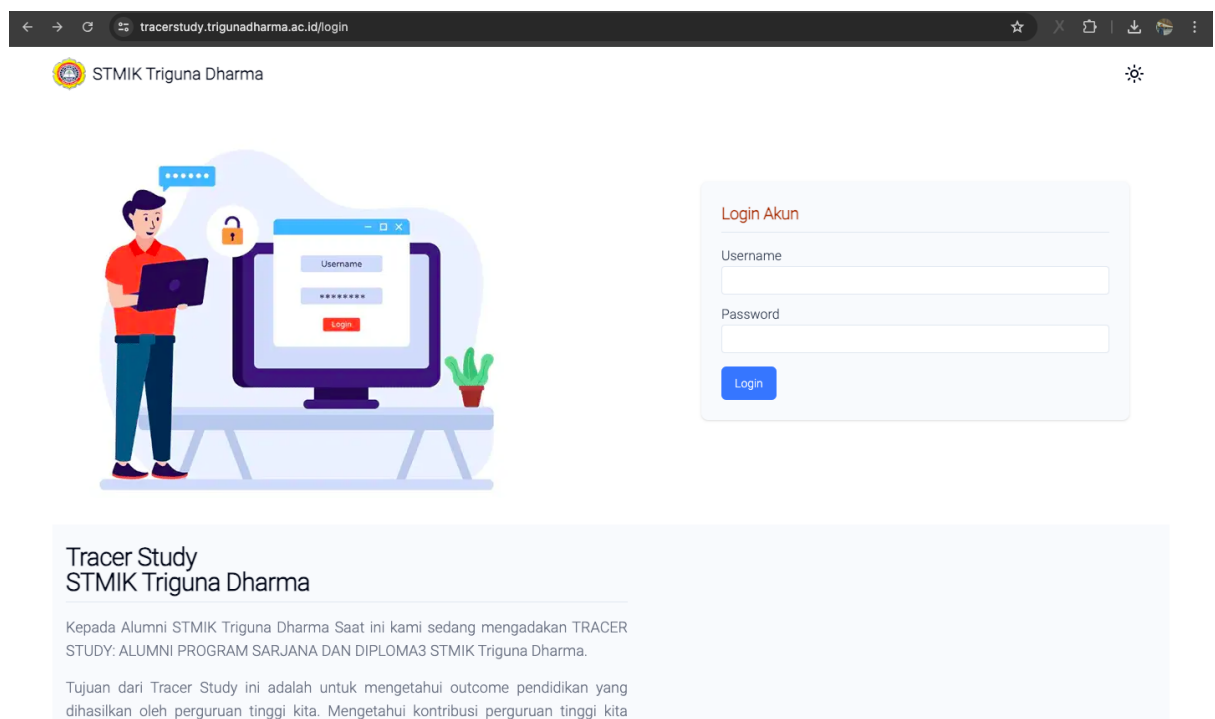 tracerstudy.trigunadharma.ac.id/login
STMIK Triguna Dharma
Username
********
Login
Login Akun
Username
Password
Login
Tracer Study
STMIK Triguna Dharma
Kepada Alumni STMIK Triguna Dharma Saat ini kami sedang mengadakan TRACER
STUDY: ALUMNI PROGRAM SARJANA DAN DIPLOMA3 STMIK Triguna Dharma.
Tujuan dari Tracer Study ini adalah untuk mengetahui outcome pendidikan yang
dihasilkan oleh perguruan tinggi kita. Mengetahui kontribusi perguruan tinggi kita